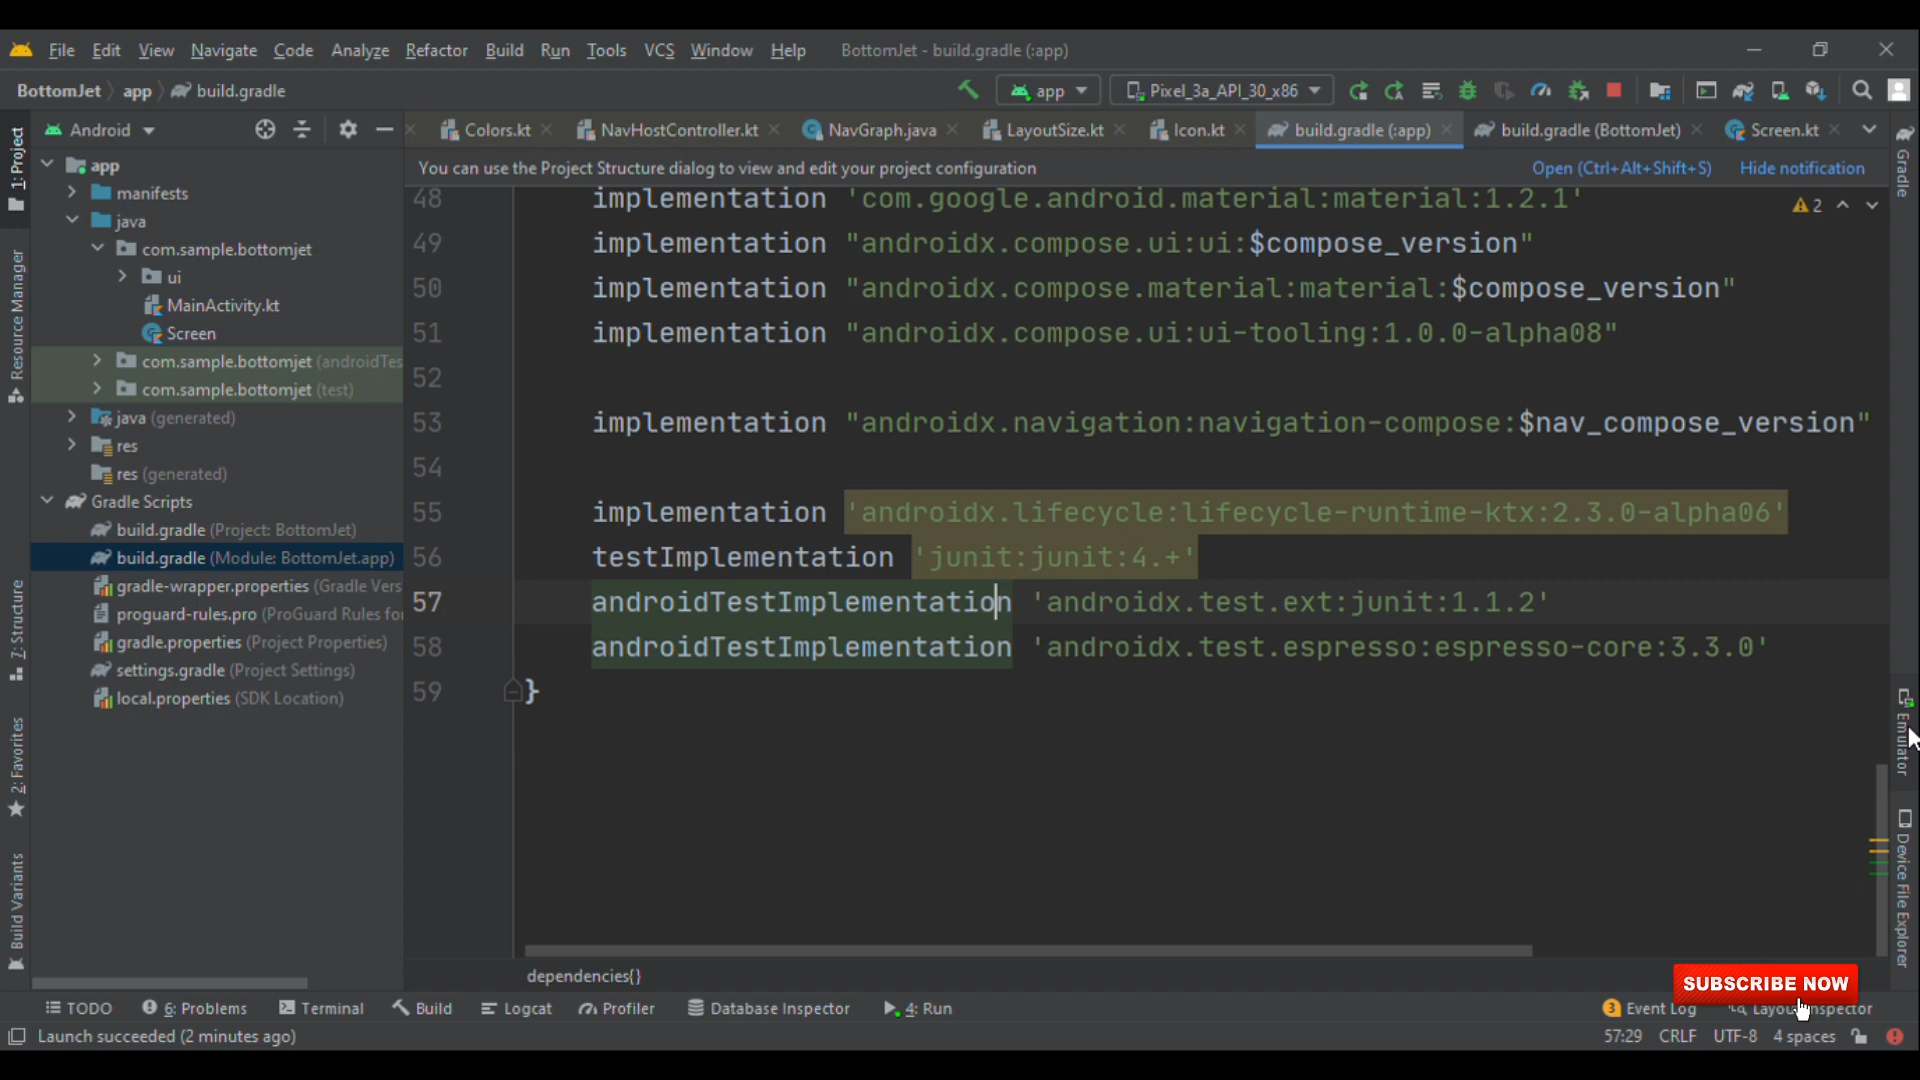 File Edit View Navigate Code Analyze Refactor Build Run Tools VCS Window Help BottomJet - build.gradle (:app)
BottomJet app build.gradle app Pixel_3a_API_30_x86
Android Colors.kt NavHostController.kt NavGraph.java LayoutSize.kt Icon.kt build.gradle (:app) build.gradle (BottomJet) Screen.kt
You can use the Project Structure dialog to view and edit your project configuration Open (Ctrl+Alt+Shift+S) Hide notification
1: Project
Resource Manager
7: Structure
2: Favorites
Build Variants
app
manifests
java
com.sample.bottomjet
ui
MainActivity.kt
Screen
com.sample.bottomjet (androidTes
com.sample.bottomjet (test)
java (generated)
res
res (generated)
Gradle Scripts
build.gradle (Project: BottomJet)
build.gradle (Module: BottomJet.app)
gradle-wrapper.properties (Gradle Vers
proguard-rules.pro (ProGuard Rules for
gradle.properties (Project Properties)
settings.gradle (Project Settings)
local.properties (SDK Location)
48 implementation 'com.google.android.material:material:1.2.1'
49 implementation "androidx.compose.ui:ui:$compose_version"
50 implementation "androidx.compose.material:material:$compose_version"
51 implementation "androidx.compose.ui:ui-tooling:1.0.0-alpha08"
52
53 implementation "androidx.navigation:navigation-compose:$nav_compose_version"
54
55 implementation 'androidx.lifecycle:lifecycle-runtime-ktx:2.3.0-alpha06'
56 testImplementation 'junit:junit:4.+'
57 androidTestImplementation 'androidx.test.ext:junit:1.1.2'
58 androidTestImplementation 'androidx.test.espresso:espresso-core:3.3.0'
59 }
2
Gradle
Emulator
Device File Explorer
dependencies{}
SUBSCRIBE NOW
TODO 6: Problems Terminal Build Logcat Profiler Database Inspector 4: Run 3 Event Log Layout Inspector
Launch succeeded (2 minutes ago) 57:29 CRLF UTF-8 4 spaces